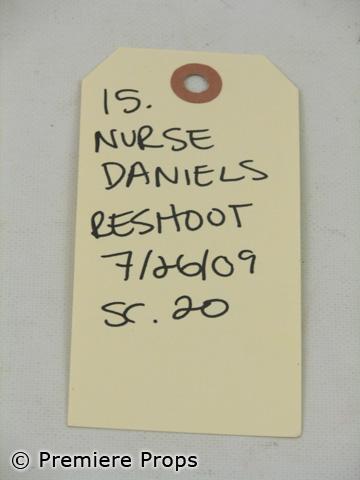 15.
NURSE
DANIELS
RESHOOT
7/26/09
SC. 20
© Premiere Props